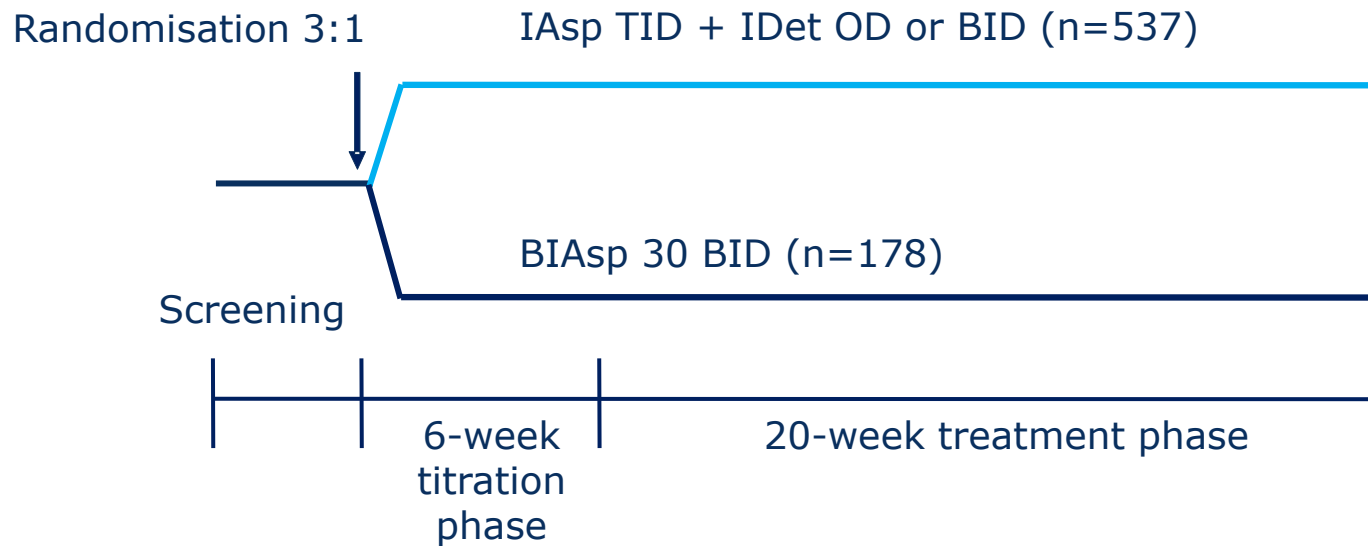 Randomisation 3:1
IAsp TID + IDet OD or BID (n=537)
BIAsp 30 BID (n=178)
Screening
6-week
titration
phase
20-week treatment phase